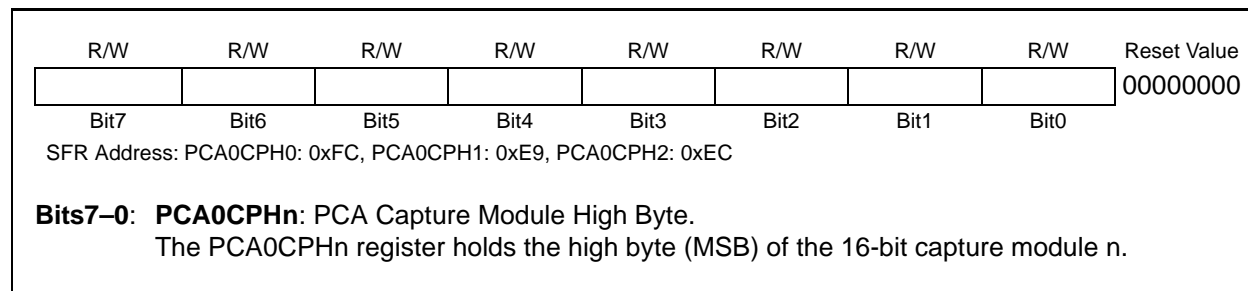 R/W R/W R/W R/W R/W R/W R/W R/W Reset Value
00000000
Bit7 Bit6 Bit5 Bit4 Bit3 Bit2 Bit1 Bit0
SFR Address: PCA0CPH0: 0xFC, PCA0CPH1: 0xE9, PCA0CPH2: 0xEC
Bits7–0: PCA0CPHn: PCA Capture Module High Byte.
The PCA0CPHn register holds the high byte (MSB) of the 16-bit capture module n.